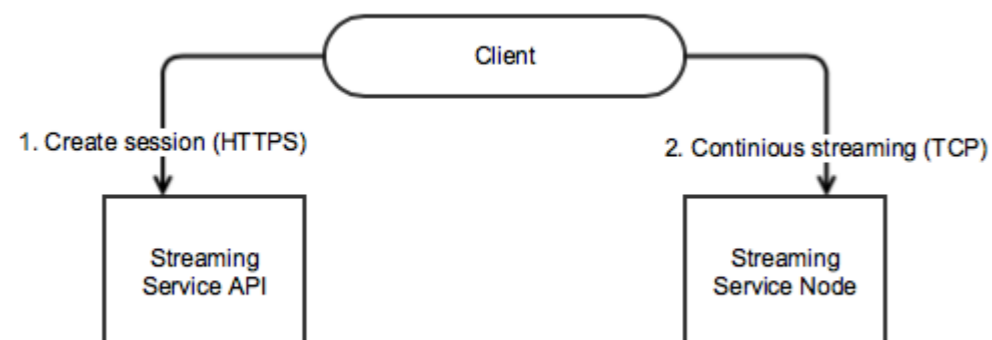 Client
1. Create session (HTTPS)
2. Continious streaming (TCP)
Streaming
Service API
Streaming
Service Node